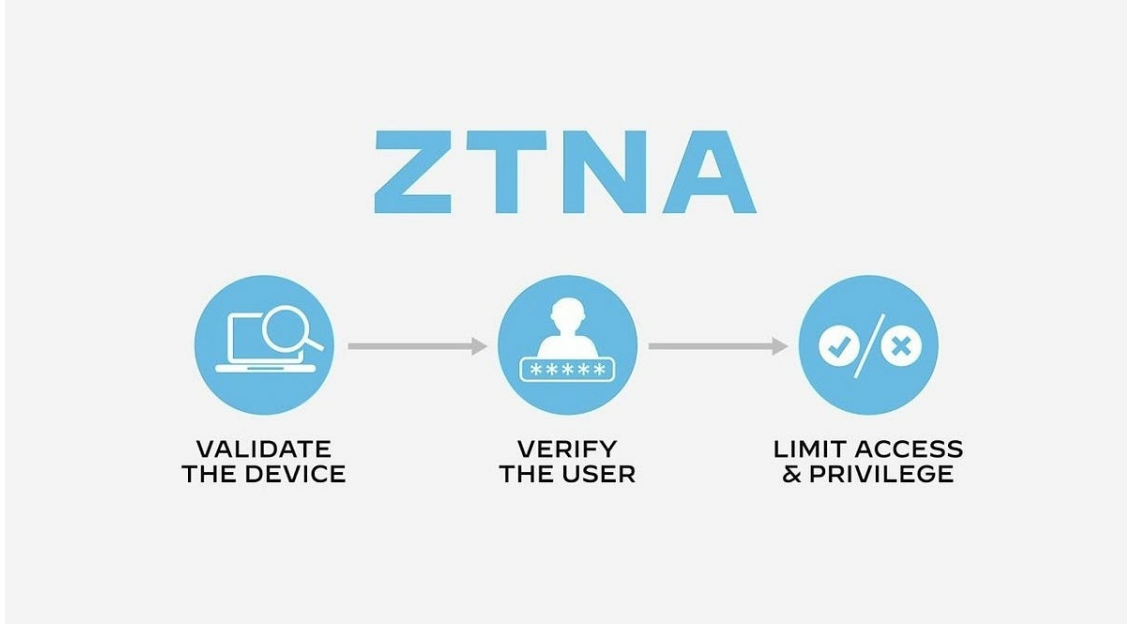 ZTNA
*****
VALIDATE
THE DEVICE
VERIFY
THE USER
LIMIT ACCESS
& PRIVILEGE